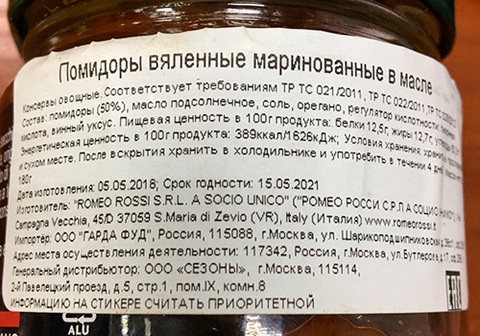 Помидоры вяленные маринованные в масле
Консервы овощные. Соответствует требованиям ТР ТС 021/2011, ТР ТС 022/2011, ТР ТС
Состав: помидоры (50%), масло подсолнечное, соль, орегано, регулятор кислотности:
кислота, винный уксус. Пищевая ценность в 100г продукта: белки 12,5г, жиры 12,7г,
Энергетическая ценность в 100г продукта: 389ккал/1626кДж; Условия хранения: хранить
и сухом месте. После вскрытия хранить в холодильнике и употребить в течении 4 дней.
180г
Дата изготовления: 05.05.2018; Срок годности: 15.05.2021
Изготовитель: "ROMEO ROSSI S.R.L. A SOCIO UNICO" ("РОМЕО РОССИ С.Р.Л А СОЦИО
Campagna Vecchia, 45/D 37059 S.Maria di Zevio (VR), Italy (Италия) www.romeorossi.it
Импортёр: ООО "ГАРДА ФУД", Россия, 115088, г.Москва, ул. Шарикоподшипниковская
Адрес места осуществления деятельности: 117342, Россия, г.Москва, ул.Бутлерова
Генеральный дистрибьютор: ООО «СЕЗОНЫ», г.Москва, 115114,
2-й Павелецкий проезд, д.5, стр.1, пом.IX, комн.8
ИНФОРМАЦИЮ НА СТИКЕРЕ СЧИТАТЬ ПРИОРИТЕТНОЙ
EAC
ALU